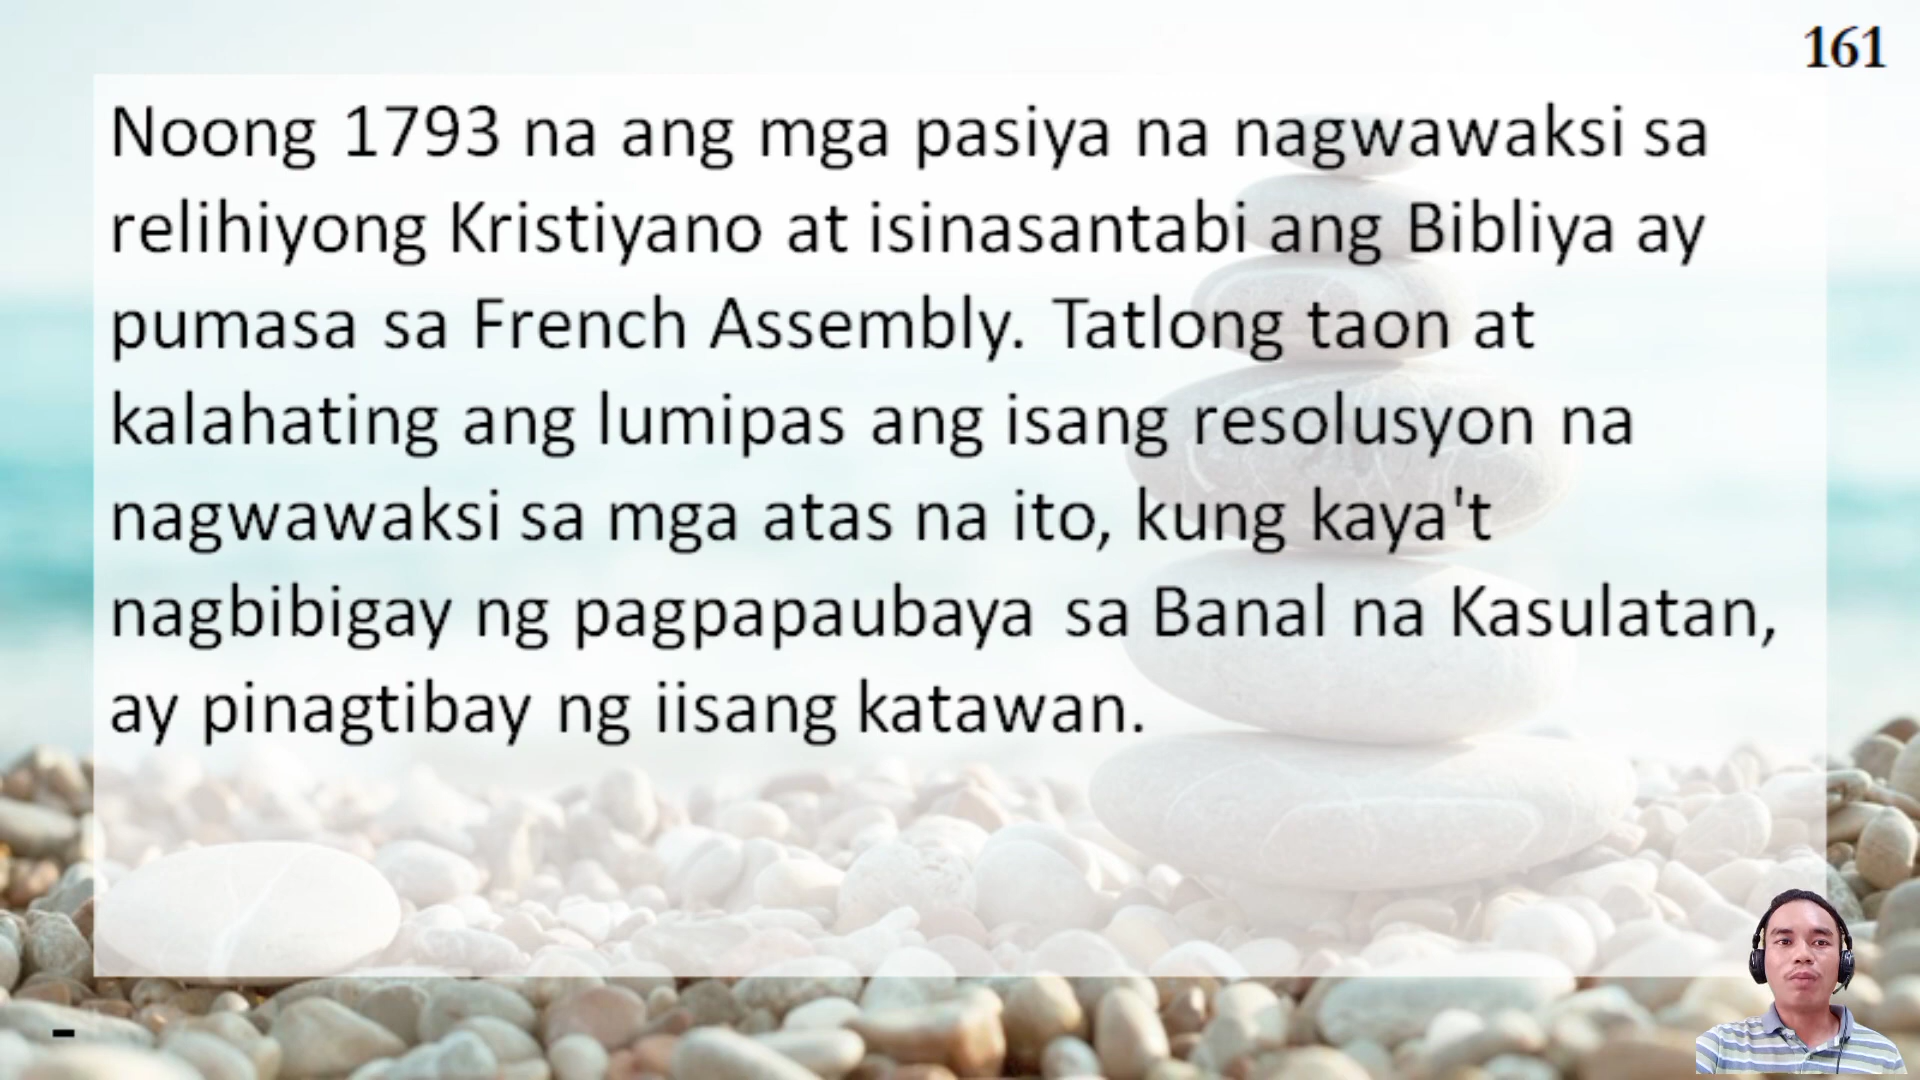 161
Noong 1793 na ang mga pasiya na nagwawaksi sa
relihiyong Kristiyano at isinasantabi ang Bibliya ay
pumasa sa French Assembly. Tatlong taon at
kalahating ang lumipas ang isang resolusyon na
nagwawaksi sa mga atas na ito, kung kaya't
nagbibigay ng pagpapaubaya sa Banal na Kasulatan,
ay pinagtibay ng iisang katawan.
-